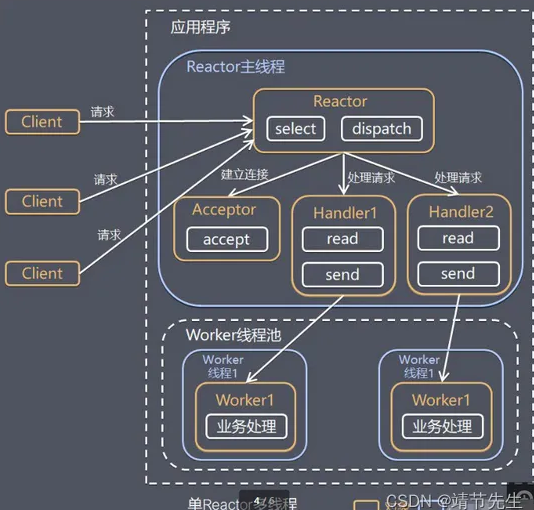 应用程序
Reactor主线程
Reactor
select
dispatch
Client
请求
Client
请求
Client
请求
建立连接
处理请求
处理请求
Acceptor
accept
Handler1
read
send
Handler2
read
send
Worker线程池
Worker
线程1
Worker1
业务处理
Worker
线程1
Worker1
业务处理
单Reactor多线程
4 / 6
CSDN @靖节先生